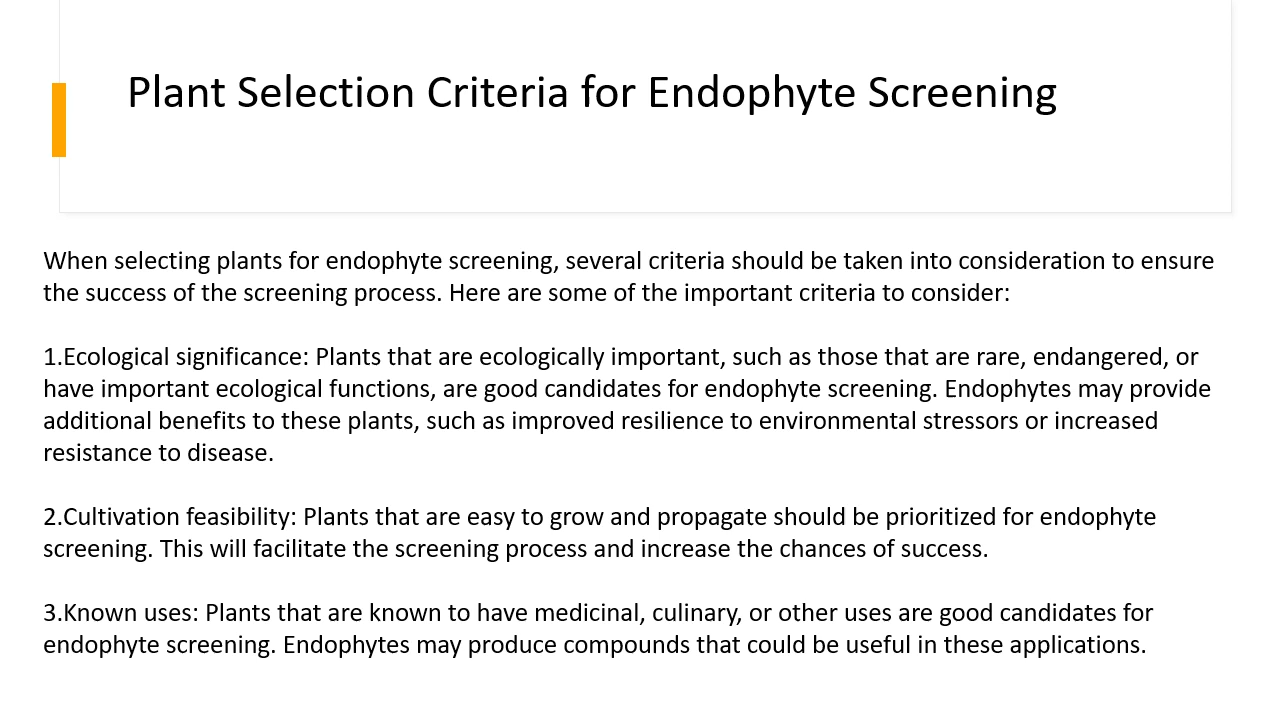 Plant Selection Criteria for Endophyte Screening
When selecting plants for endophyte screening, several criteria should be taken into consideration to ensure
the success of the screening process. Here are some of the important criteria to consider:
1.Ecological significance: Plants that are ecologically important, such as those that are rare, endangered, or
have important ecological functions, are good candidates for endophyte screening. Endophytes may provide
additional benefits to these plants, such as improved resilience to environmental stressors or increased
resistance to disease.
2.Cultivation feasibility: Plants that are easy to grow and propagate should be prioritized for endophyte
screening. This will facilitate the screening process and increase the chances of success.
3.Known uses: Plants that are known to have medicinal, culinary, or other uses are good candidates for
endophyte screening. Endophytes may produce compounds that could be useful in these applications.